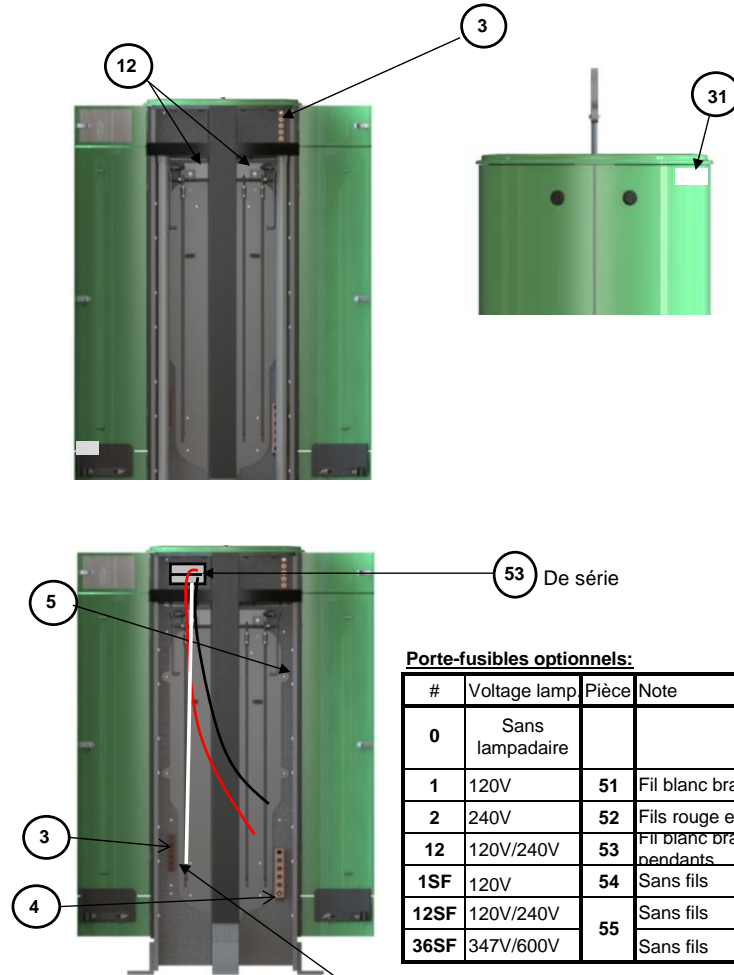 3
12
31
53 De série
5
Porte-fusibles optionnels:
# Voltage lamp. Pièce Note
0 Sans lampadaire
1 120V 51 Fil blanc
2 240V 52 Fils rouge
12 120V/240V 53 Fil blanc
pendants
1SF 120V 54 Sans fils
12SF 120V/240V 55 Sans fils
36SF 347V/600V Sans fils
3
4